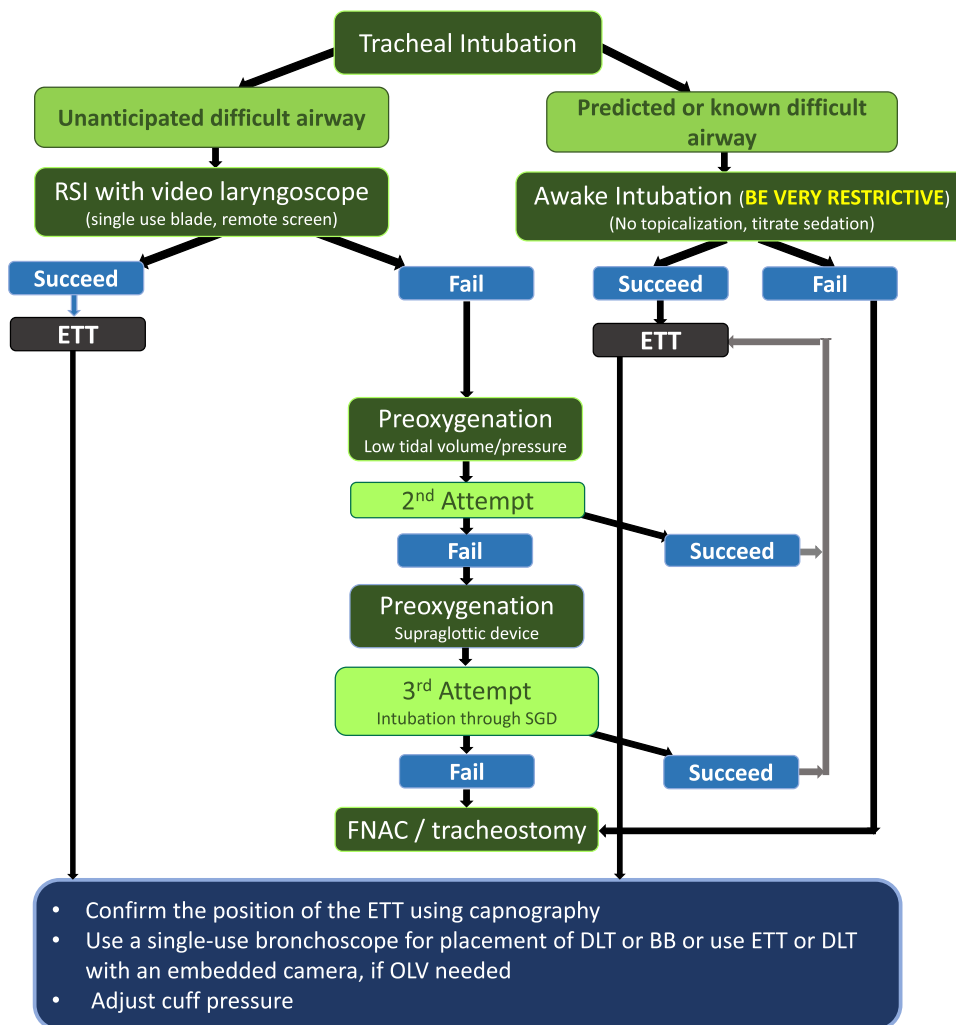 Tracheal Intubation
Unanticipated difficult airway
Predicted or known difficult
airway
RSI with video laryngoscope
(single use blade, remote screen)
Awake Intubation (BE VERY RESTRICTIVE)
(No topicalization, titrate sedation)
Succeed
Fail
Succeed
Fail
ETT
ETT
Preoxygenation
Low tidal volume/pressure
2nd Attempt
Fail
Succeed
Preoxygenation
Supraglottic device
3rd Attempt
Intubation through SGD
Fail
Succeed
FNAC / tracheostomy
• Confirm the position of the ETT using capnography
• Use a single-use bronchoscope for placement of DLT or BB or use ETT or DLT
with an embedded camera, if OLV needed
• Adjust cuff pressure